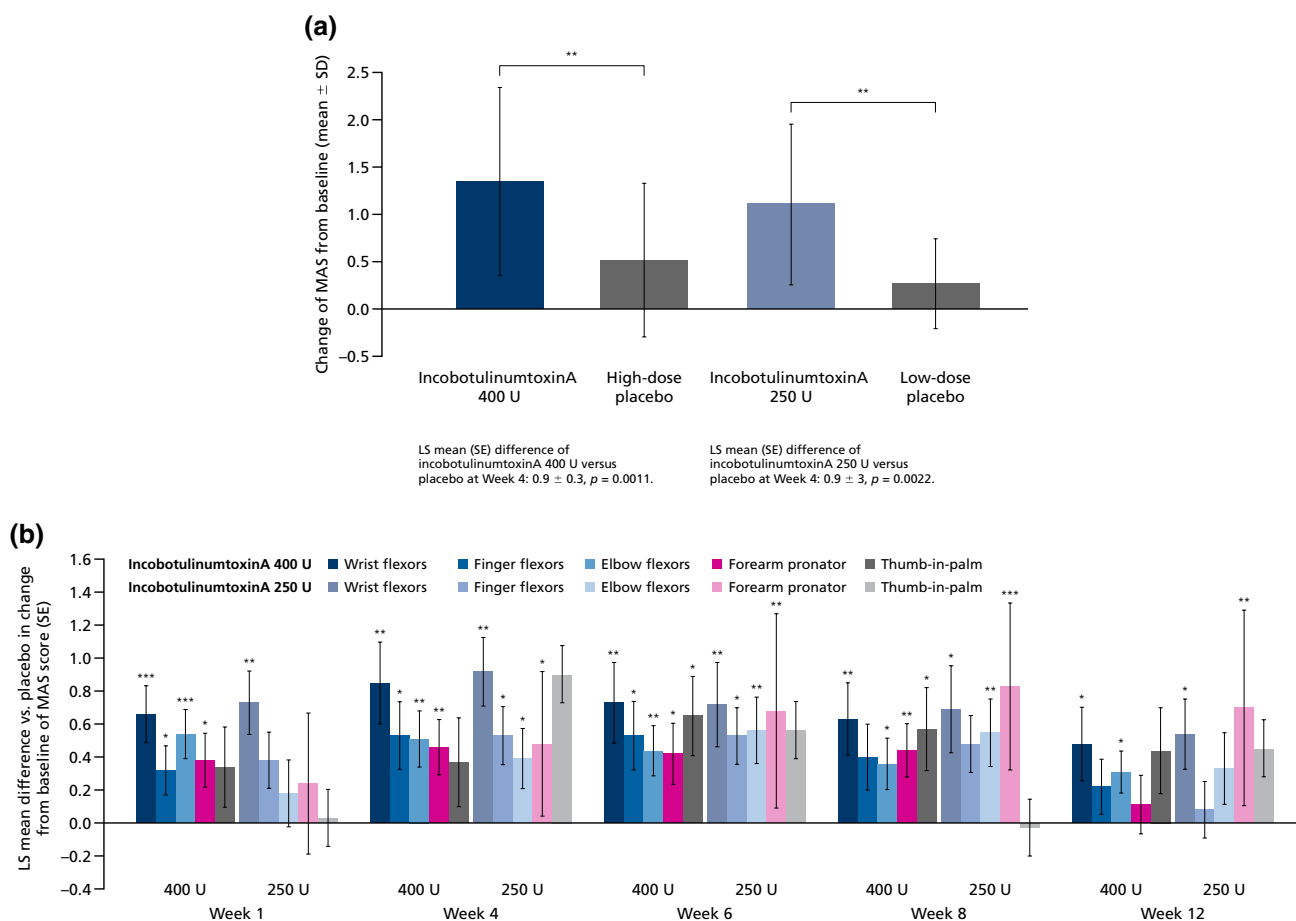 (a)
Change of MAS from baseline (mean ± SD)
2.5
2.0
1.5
1.0
0.5
0.0
–0.5
**
**
IncobotulinumtoxinA
400 U
High-dose
placebo
IncobotulinumtoxinA
250 U
Low-dose
placebo
LS mean (SE) difference of
incobotulinumtoxinA 400 U versus
placebo at Week 4: 0.9 ± 0.3, p = 0.0011.
LS mean (SE) difference of
incobotulinumtoxinA 250 U versus
placebo at Week 4: 0.9 ± 3, p = 0.0022.
(b)
LS mean difference vs. placebo in change
from baseline of MAS score (SE)
1.6
1.4
1.2
1.0
0.8
0.6
0.4
0.2
0.0
–0.2
–0.4
IncobotulinumtoxinA 400 U Wrist flexors Finger flexors Elbow flexors Forearm pronator Thumb-in-palm
IncobotulinumtoxinA 250 U Wrist flexors Finger flexors Elbow flexors Forearm pronator Thumb-in-palm
*** * *** * **
** * ** ** ** * * *
** * ** * * ** * ** **
** * ** * * ** ***
* * * **
400 U 250 U 400 U 250 U 400 U 250 U 400 U 250 U 400 U 250 U
Week 1 Week 4 Week 6 Week 8 Week 12